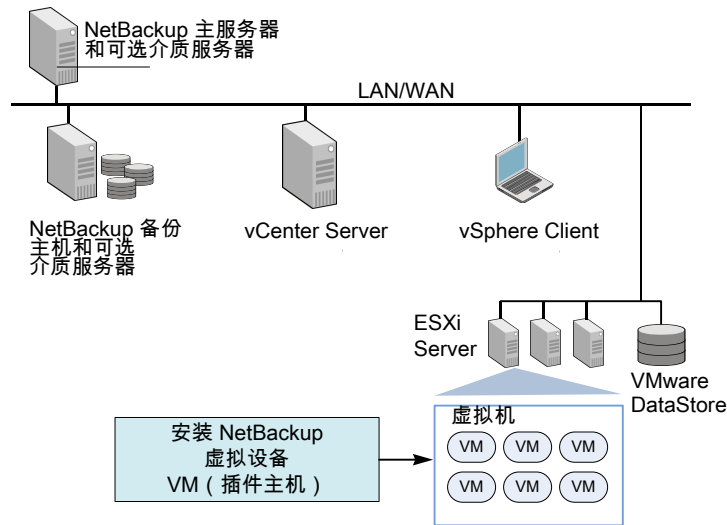 NetBackup 主服务器
和可选介质服务器
LAN/WAN
NetBackup 备份
主机和可选
介质服务器
vCenter Server
vSphere Client
ESXi
Server
VMware
DataStore
安装 NetBackup
虚拟设备
VM ( 插件主机 )
虚拟机
VM VM VM
VM VM VM